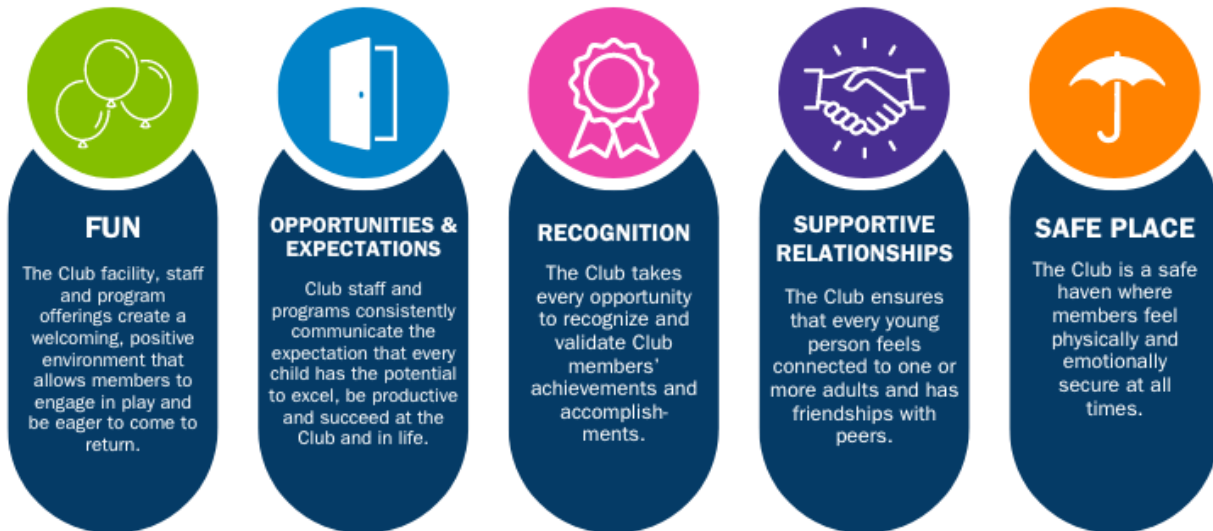 FUN
The Club facility, staff
and program
offerings create a
welcoming, positive
environment that
allows members to
engage in play and
be eager to come to
return.
OPPORTUNITIES &
EXPECTATIONS
Club staff and
programs consistently
communicate the
expectation that every
child has the potential
to excel, be productive
and succeed at the
Club and in life.
RECOGNITION
The Club takes
every opportunity
to recognize and
validate Club
members'
achievements and
accomplish-
ments.
SUPPORTIVE
RELATIONSHIPS
The Club ensures
that every young
person feels
connected to one or
more adults and has
friendships with
peers.
SAFE PLACE
The Club is a safe
haven where
members feel
physically and
emotionally
secure at all
times.